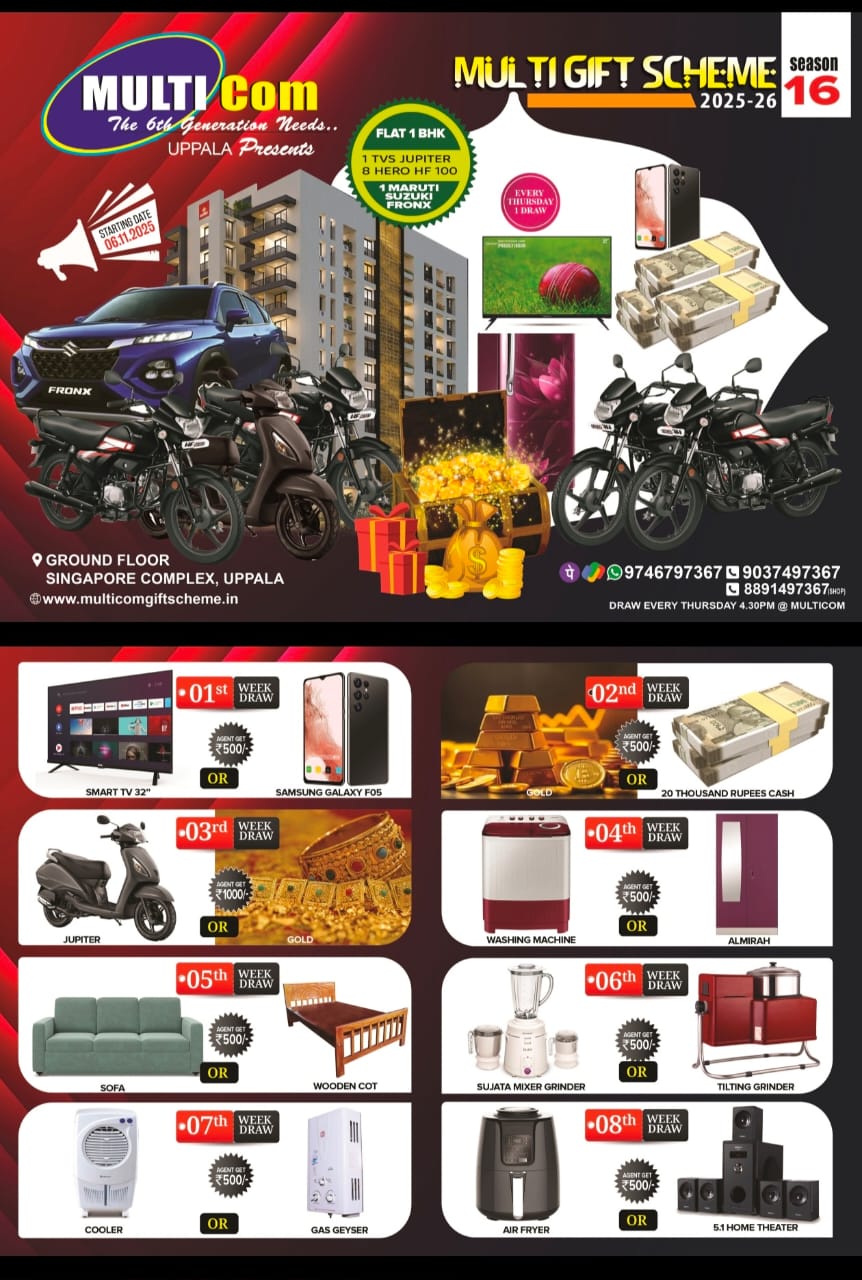 MULTI Com
The 6th Generation Needs..
UPPALA Presents
MULTI GIFT SCHEME
2025-26
season
16
FLAT 1 BHK
1 TVS JUPITER
8 HERO HF 100
1 MARUTI
SUZUKI
FRONX
EVERY
THURSDAY
1 DRAW
STARTING DATE
06.11.2025
FRONX
GROUND FLOOR
SINGAPORE COMPLEX, UPPALA
www.multicomgiftscheme.in
9746797367 9037497367
8891497367(SHOP)
DRAW EVERY THURSDAY 4.30PM @ MULTICOM
01st WEEK
DRAW
AGENT GET
₹500/-
OR
SMART TV 32"
SAMSUNG GALAXY F05
02nd WEEK
DRAW
AGENT GET
₹500/-
OR
GOLD
20 THOUSAND RUPEES CASH
03rd WEEK
DRAW
AGENT GET
₹1000/-
OR
JUPITER
GOLD
04th WEEK
DRAW
AGENT GET
₹500/-
OR
WASHING MACHINE
ALMIRAH
05th WEEK
DRAW
AGENT GET
₹500/-
OR
SOFA
WOODEN COT
06th WEEK
DRAW
AGENT GET
₹500/-
OR
SUJATA MIXER GRINDER
TILTING GRINDER
07th WEEK
DRAW
AGENT GET
₹500/-
OR
COOLER
GAS GEYSER
08th WEEK
DRAW
AGENT GET
₹500/-
OR
AIR FRYER
5.1 HOME THEATER